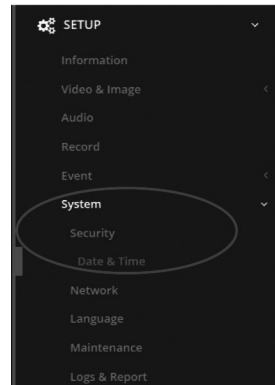 SETUP
Information
Video & Image
Audio
Record
Event
System
Security
Date & Time
Network
Language
Maintenance
Logs & Report